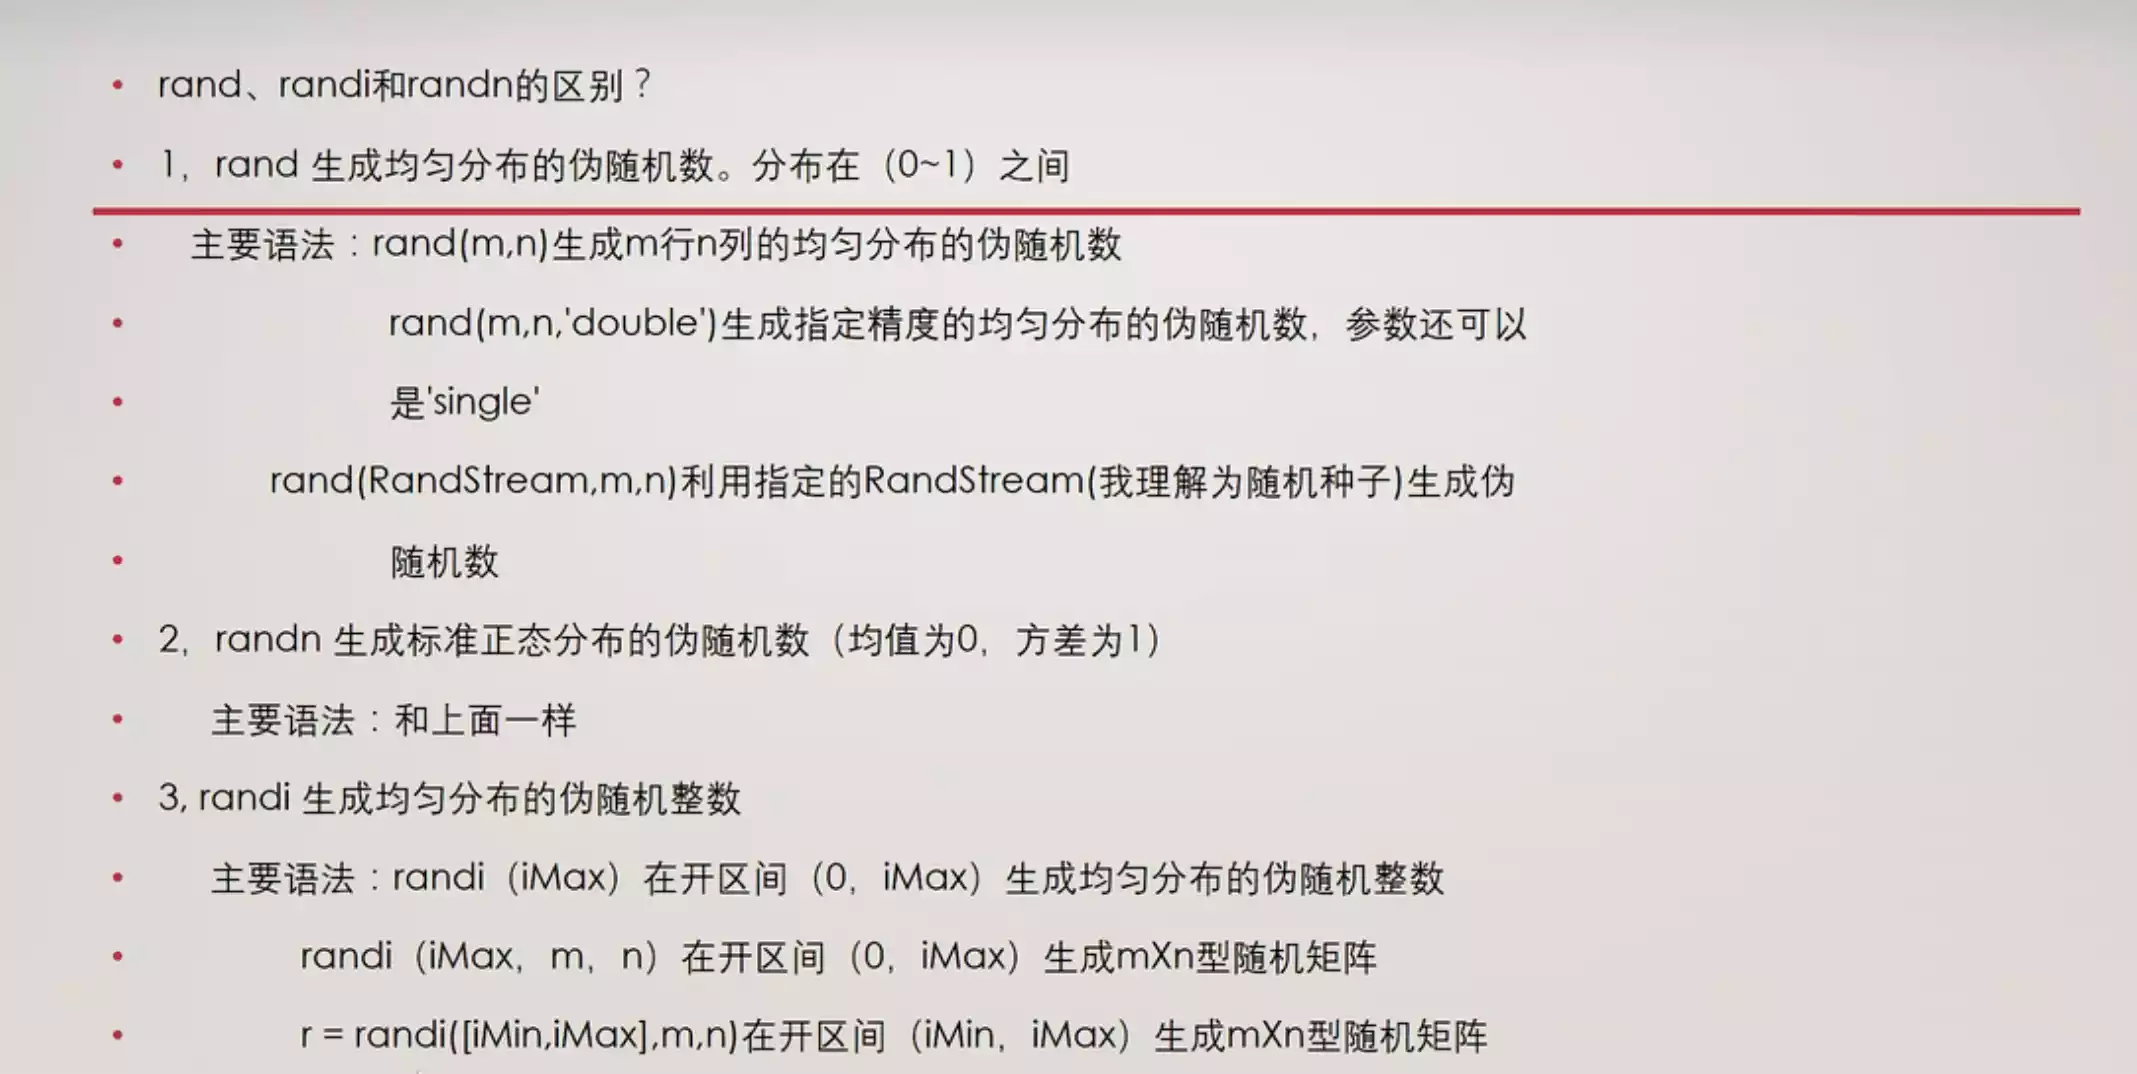 • rand、randi和randn的区别？
• 1，rand 生成均匀分布的伪随机数。分布在（0~1）之间
• 主要语法：rand(m,n)生成m行n列的均匀分布的伪随机数
• rand(m,n,'double')生成指定精度的均匀分布的伪随机数，参数还可以
• 是'single'
• rand(RandStream,m,n)利用指定的RandStream(我理解为随机种子)生成伪
• 随机数
• 2，randn 生成标准正态分布的伪随机数（均值为0，方差为1）
• 主要语法：和上面一样
• 3, randi 生成均匀分布的伪随机整数
• 主要语法：randi（iMax）在开区间（0，iMax）生成均匀分布的伪随机整数
• randi（iMax，m，n）在开区间（0，iMax）生成mXn型随机矩阵
• r = randi([iMin,iMax],m,n)在开区间（iMin，iMax）生成mXn型随机矩阵